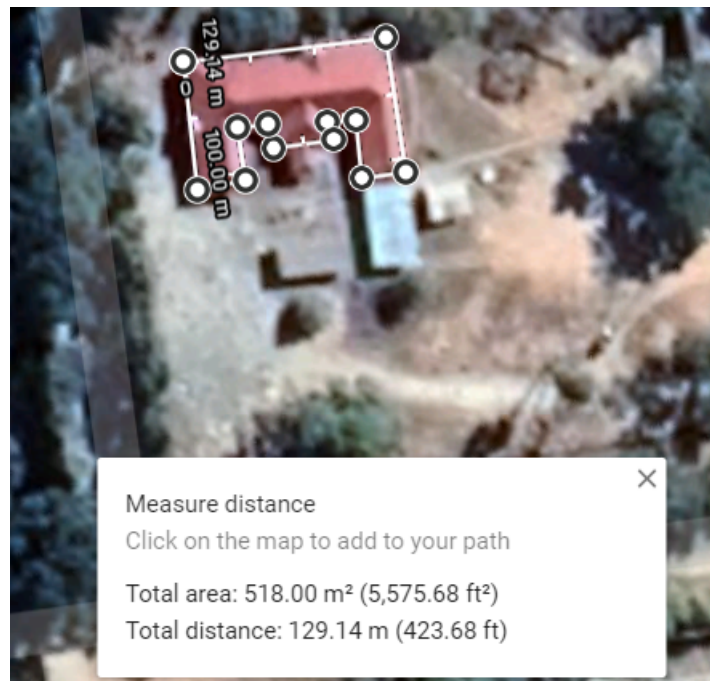 129.14 m
0
100.00 m
Measure distance
Click on the map to add to your path
Total area: 518.00 m² (5,575.68 ft²)
Total distance: 129.14 m (423.68 ft)